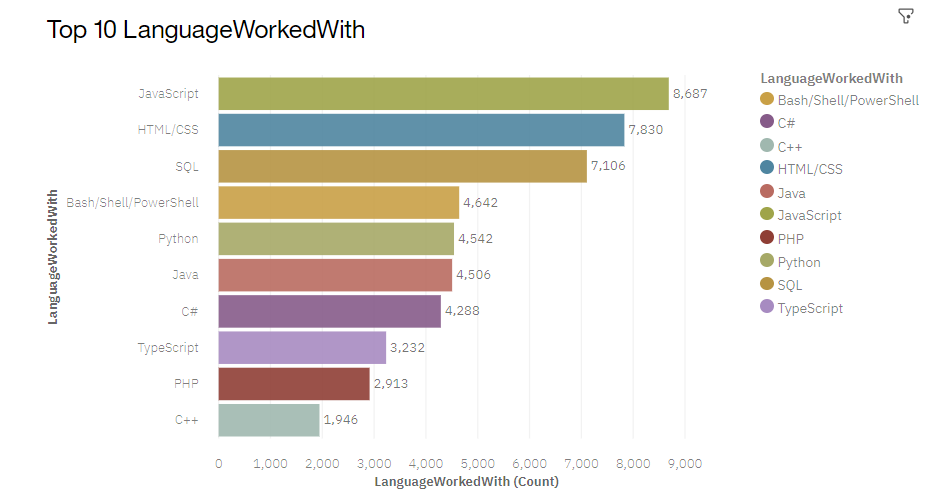 Top 10 LanguageWorkedWith
LanguageWorkedWith
JavaScript 8,687
HTML/CSS 7,830
SQL 7,106
Bash/Shell/PowerShell 4,642
Python 4,542
Java 4,506
C# 4,288
TypeScript 3,232
PHP 2,913
C++ 1,946
0 1,000 2,000 3,000 4,000 5,000 6,000 7,000 8,000 9,000
LanguageWorkedWith (Count)
LanguageWorkedWith
Bash/Shell/PowerShell
C#
C++
HTML/CSS
Java
JavaScript
PHP
Python
SQL
TypeScript